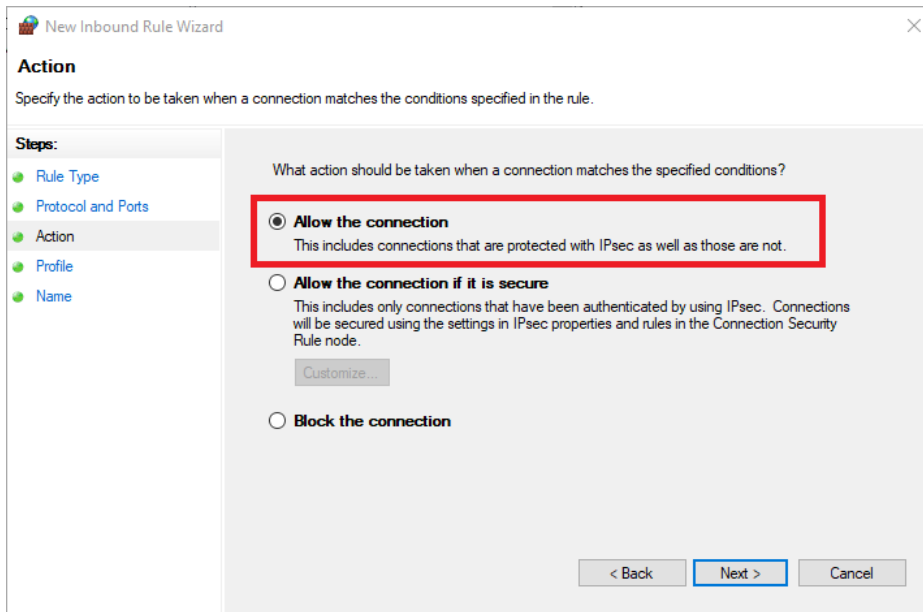 New Inbound Rule Wizard
Action
Specify the action to be taken when a connection matches the conditions specified in the rule.
Steps:
Rule Type
Protocol and Ports
Action
Profile
Name
What action should be taken when a connection matches the specified conditions?
Allow the connection
This includes connections that are protected with IPsec as well as those are not.
Allow the connection if it is secure
This includes only connections that have been authenticated by using IPsec. Connections
will be secured using the settings in IPsec properties and rules in the Connection Security
Rule node.
Customize...
Block the connection
< Back
Next >
Cancel